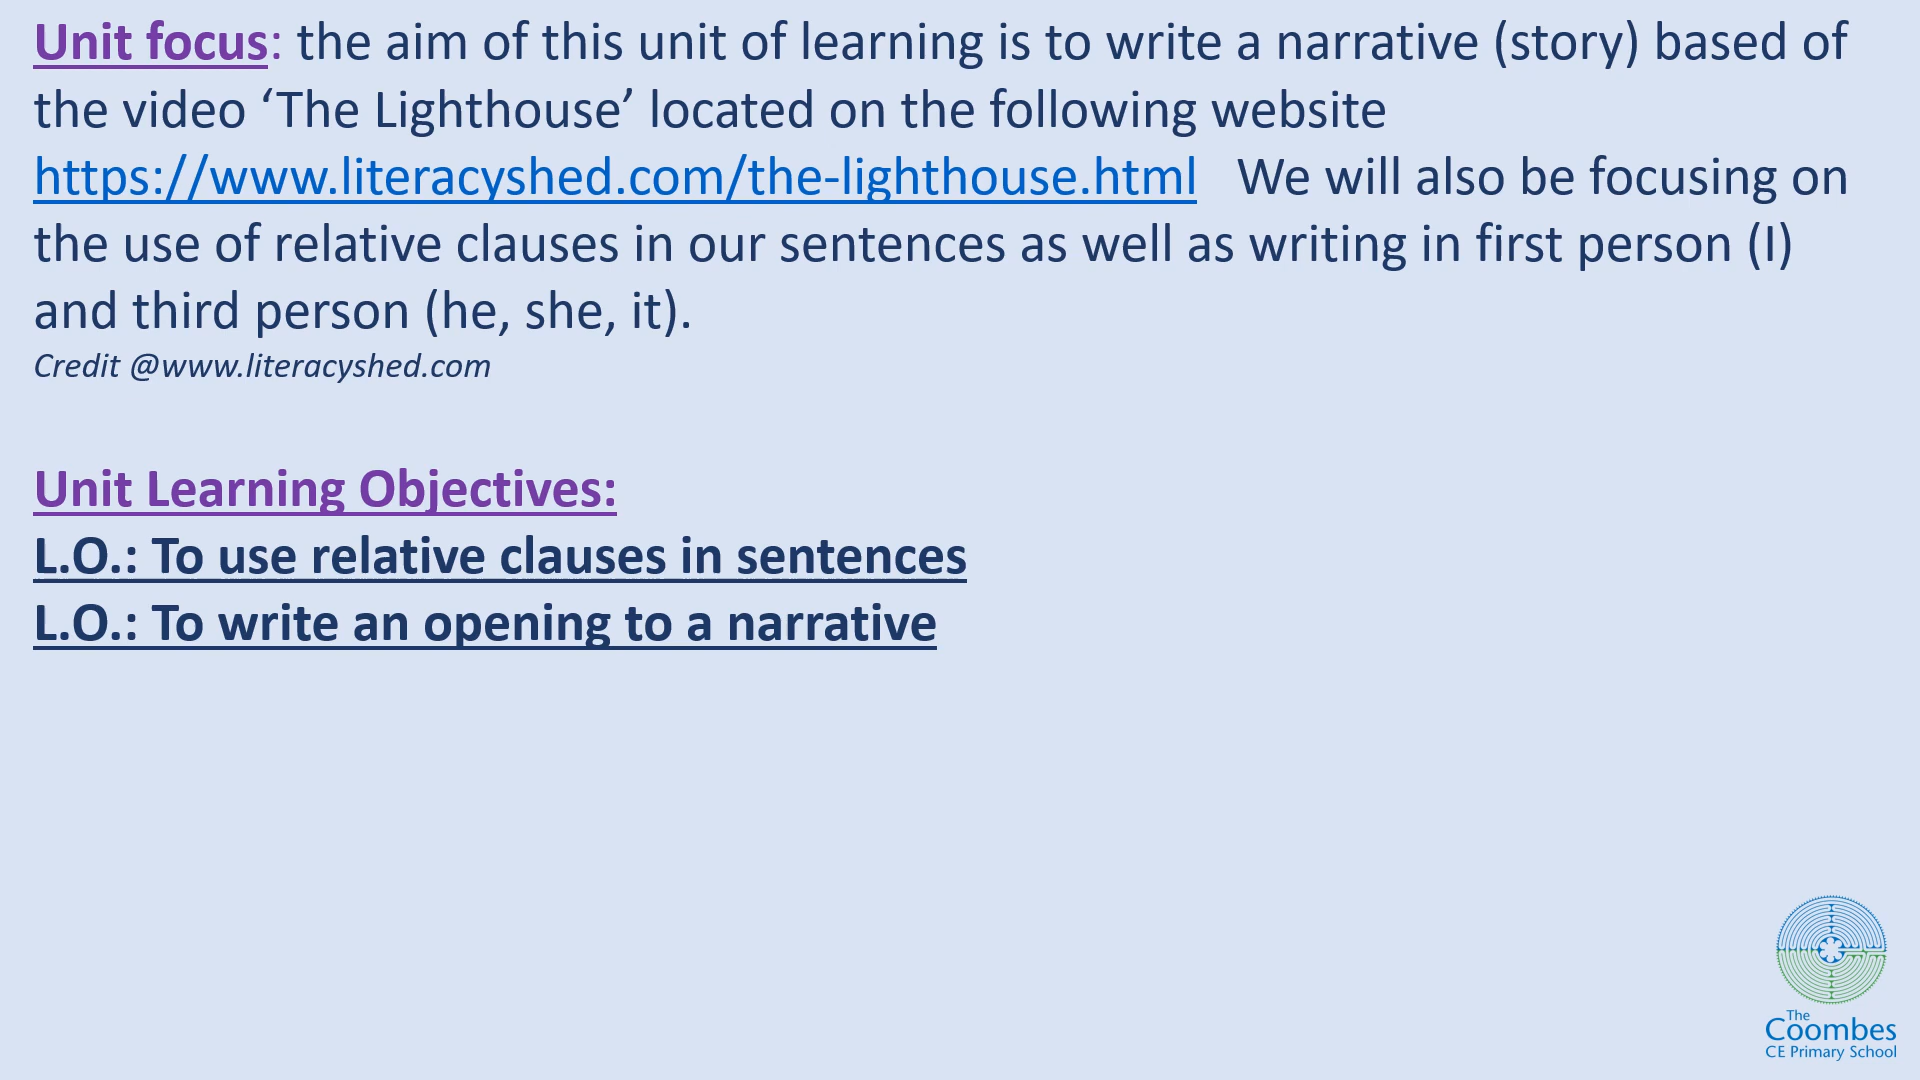 Unit focus: the aim of this unit of learning is to write a narrative (story) based of
the video ‘The Lighthouse’ located on the following website
https://www.literacyshed.com/the-lighthouse.html We will also be focusing on
the use of relative clauses in our sentences as well as writing in first person (I)
and third person (he, she, it).
Credit @www.literacyshed.com
Unit Learning Objectives:
L.O.: To use relative clauses in sentences
L.O.: To write an opening to a narrative
The
Coombes
CE Primary School